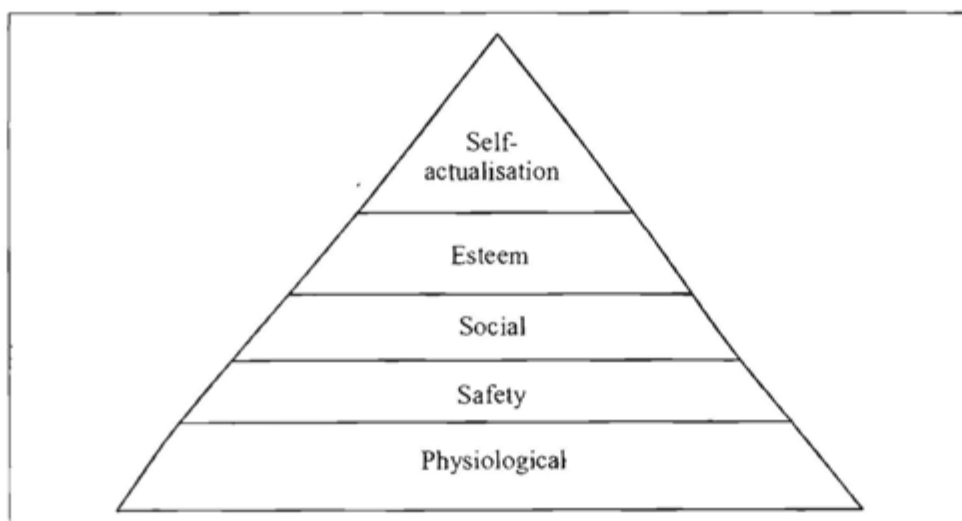 Self-
actualisation
Esteem
Social
Safety
Physiological